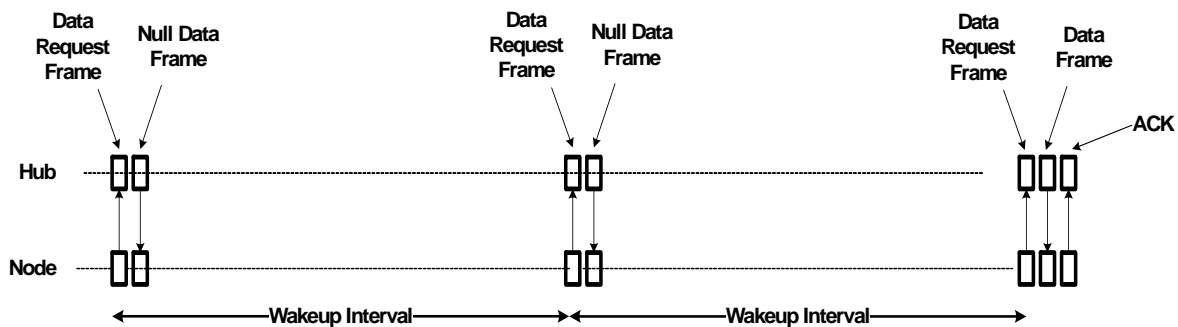 Data
Request
Frame
Null Data
Frame
Data
Request
Frame
Null Data
Frame
Data
Request
Frame
Data
Frame
ACK
Hub
Node
Wakeup Interval
Wakeup Interval